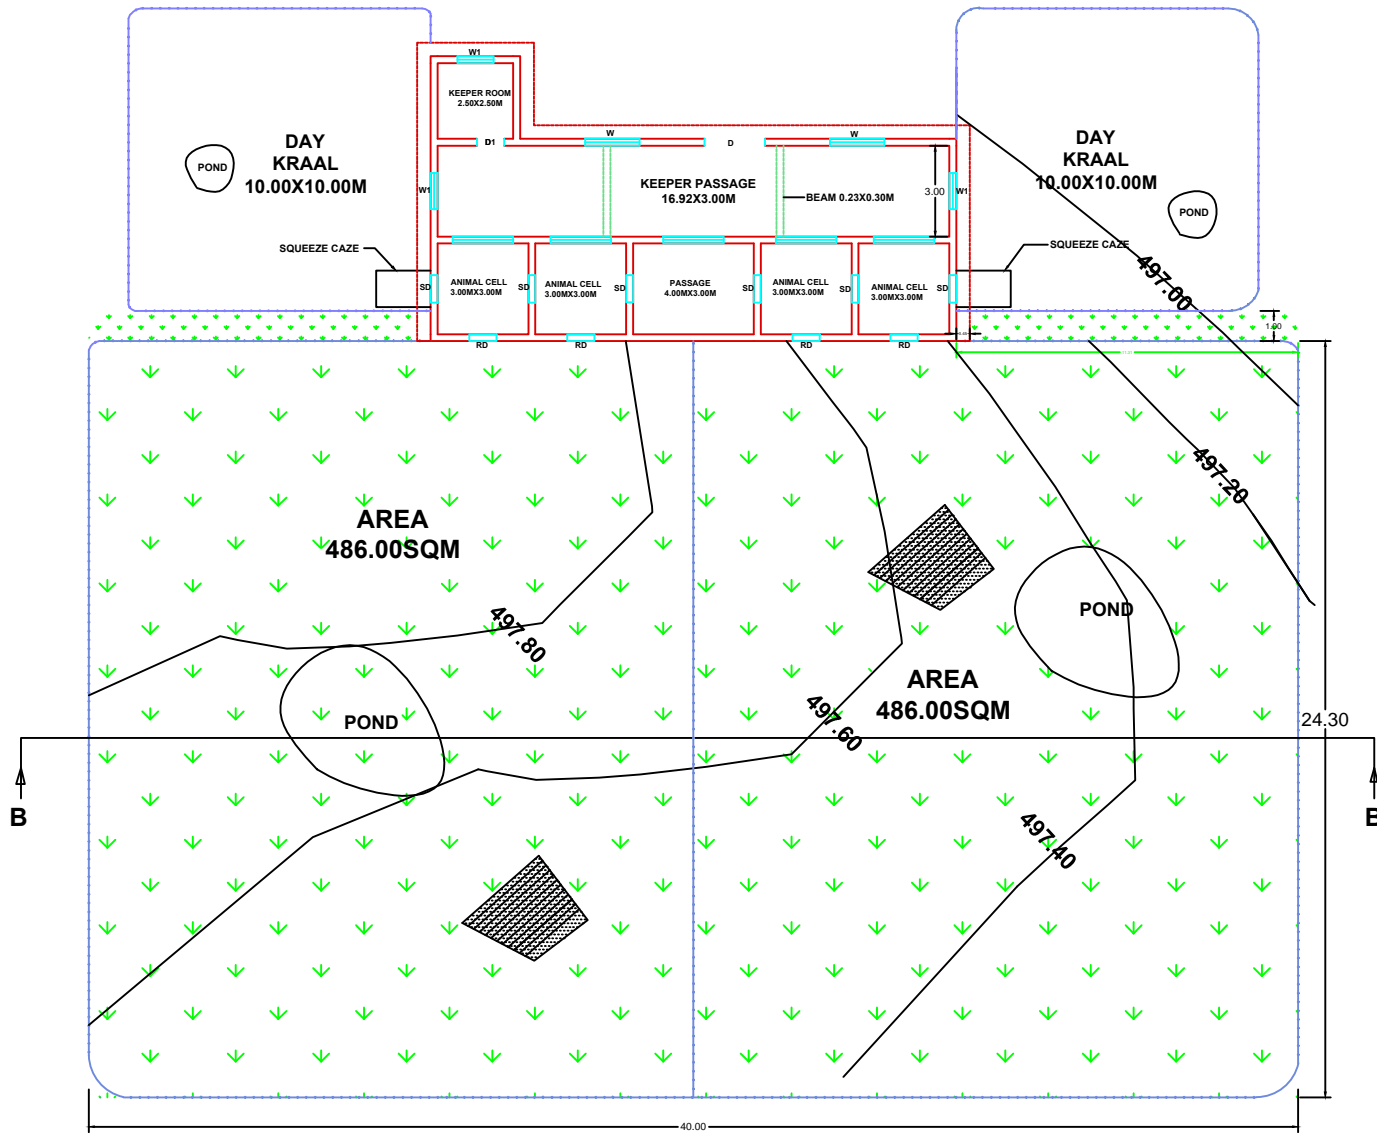 W1
KEEPER ROOM
2.50X2.50M
DAY
KRAAL
10.00X10.00M
POND
D1
W
D
W
DAY
KRAAL
10.00X10.00M
POND
W1
KEEPER PASSAGE
16.92X3.00M
BEAM 0.23X0.30M
3.00
W1
SQUEEZE CAZE
SQUEEZE CAZE
497.00
SD
ANIMAL CELL
3.00MX3.00M
SD
ANIMAL CELL
3.00MX3.00M
SD
PASSAGE
4.00MX3.00M
SD
ANIMAL CELL
3.00MX3.00M
SD
ANIMAL CELL
3.00MX3.00M
SD
1.00
RD
RD
RD
RD
497.20
AREA
486.00SQM
POND
497.80
AREA
486.00SQM
497.60
POND
24.30
B
B
497.40
40.00